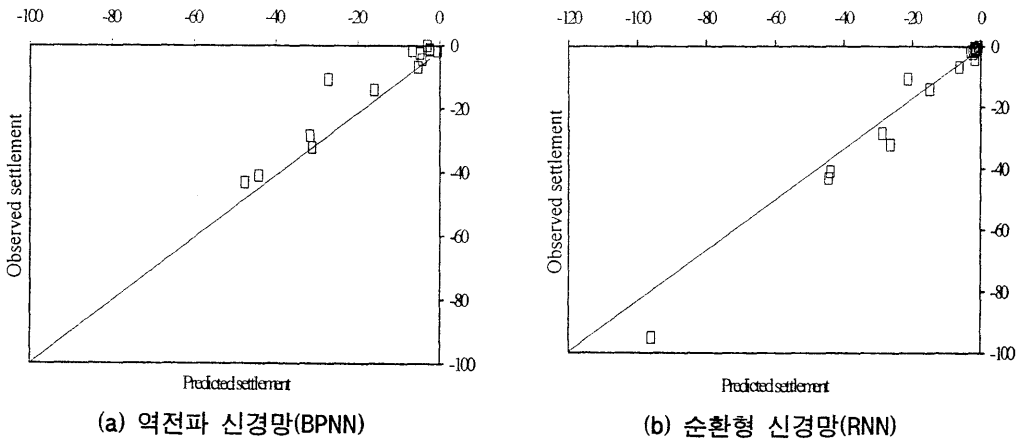 -100 -80 -60 -40 -20 0
0
-20
-40
-60
-80
-100
Observed settlement
Predicted settlement
(a) 역전파 신경망(BPNN)
-120 -100 -80 -60 -40 -20 0
0
-20
-40
-60
-80
-100
Observed settlement
Predicted settlement
(b) 순환형 신경망(RNN)